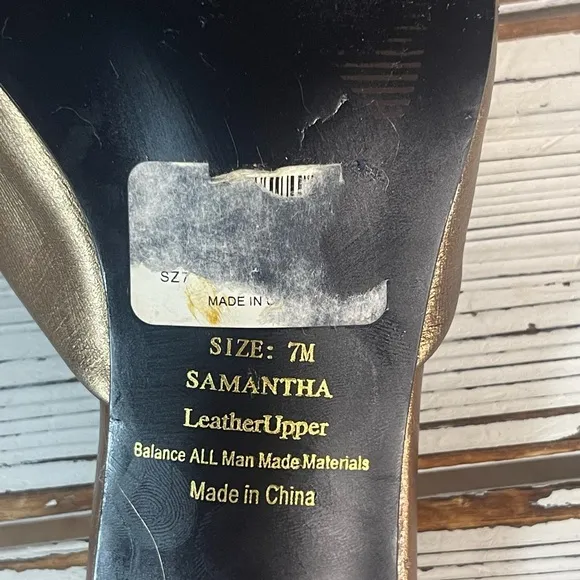 SZ7
MADE IN
SIZE: 7M
SAMANTHA
LeatherUpper
Balance ALL Man Made Materials
Made in China